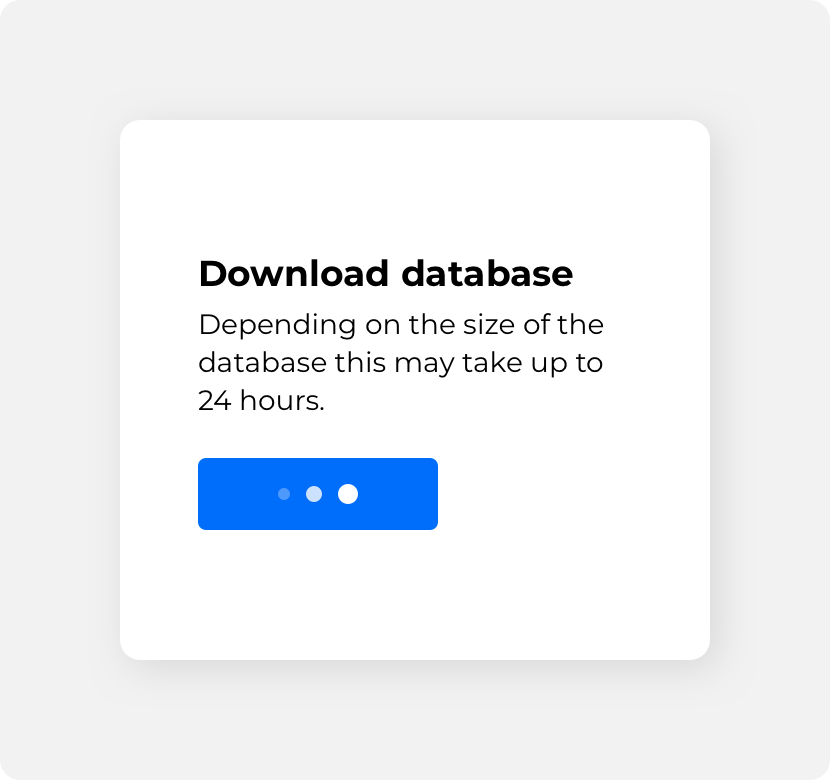 Download database
Depending on the size of the
database this may take up to
24 hours.